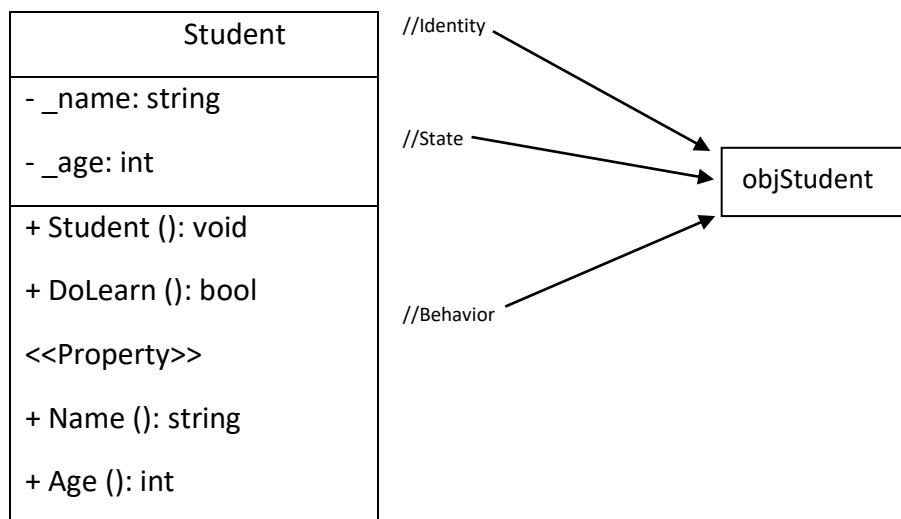 Student
- _name: string
- _age: int
+ Student (): void
+ DoLearn (): bool
<<Property>>
+ Name (): string
+ Age (): int
//Identity
//State
//Behavior
objStudent